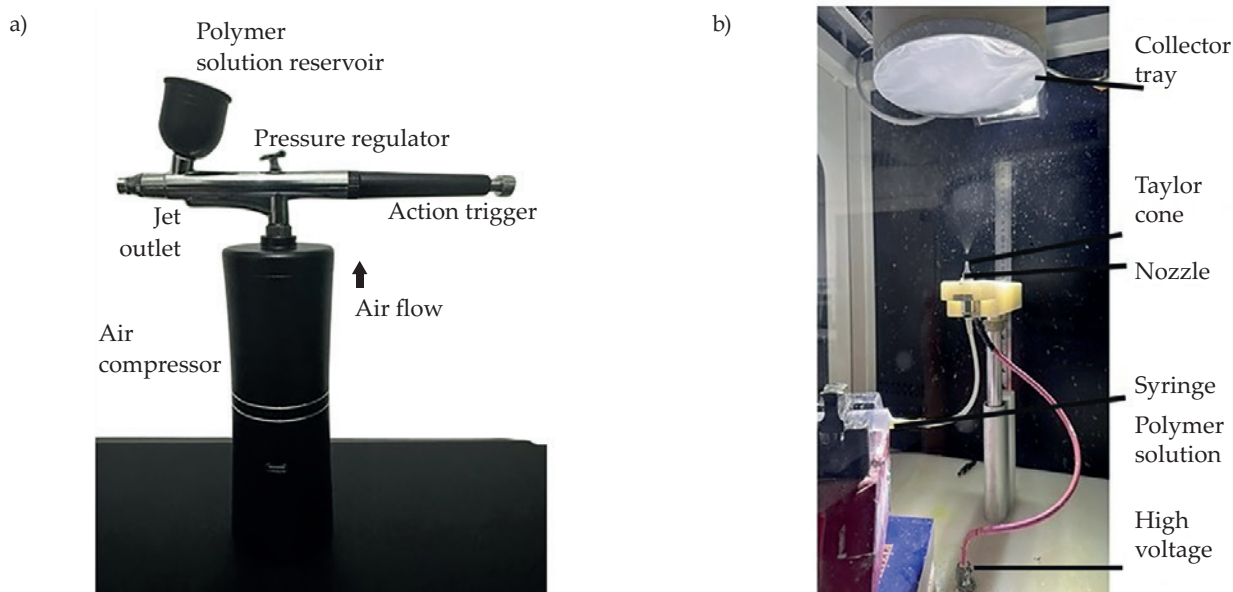 a)
Polymer
solution reservoir
Pressure regulator
Jet
outlet
Action trigger
Air flow
Air
compressor
b)
Collector
tray
Taylor
cone
Nozzle
Syringe
Polymer
solution
High
voltage